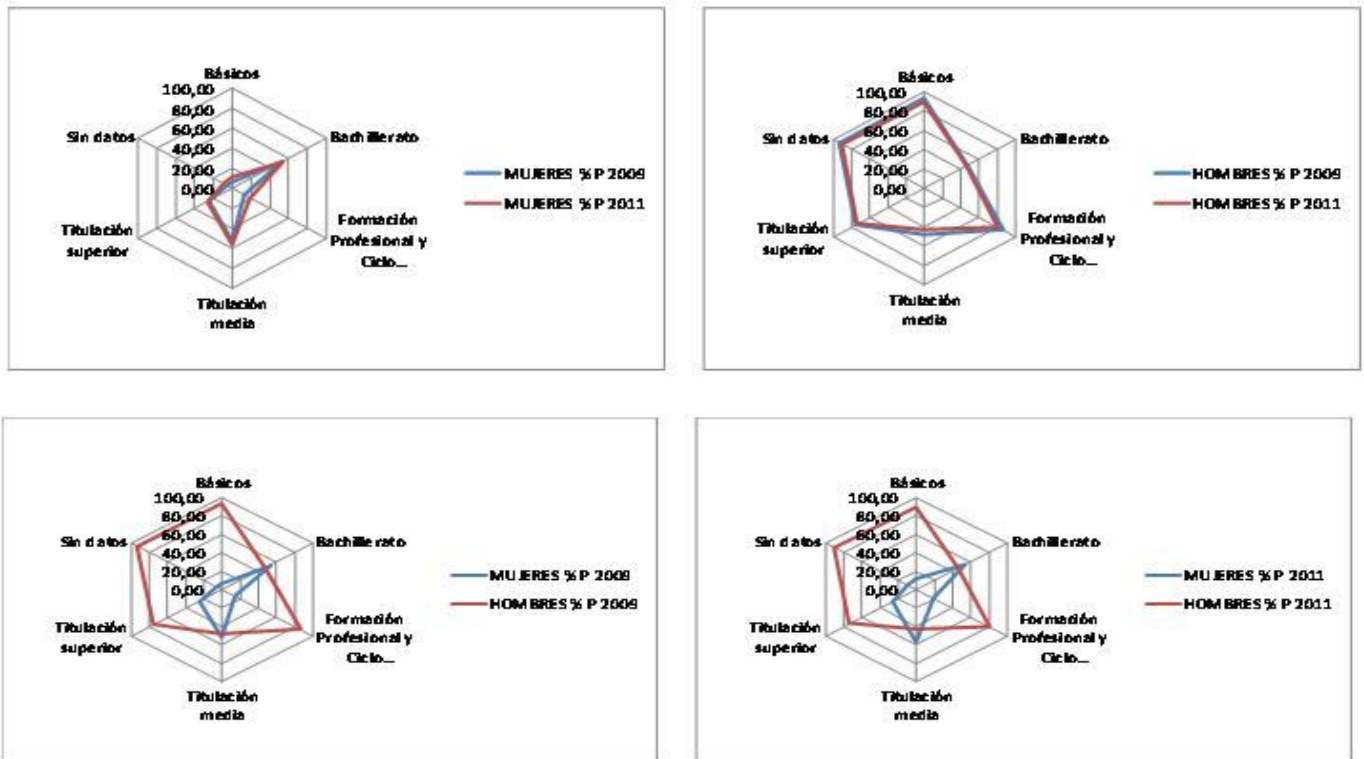 Básicos
100,00
80,00
60,00
40,00
20,00
0,00
Sin datos
Bachillerato
Titulación
superior
Formación
Profesional y
Ciclo...
Titulación
media
MUJERES % P 2009
MUJERES % P 2011
Básicos
100,00
80,00
60,00
40,00
20,00
0,00
Sin datos
Bachillerato
Titulación
superior
Formación
Profesional y
Ciclo...
Titulación
media
HOMBRES % P 2009
HOMBRES % P 2011
Básicos
100,00
80,00
60,00
40,00
20,00
0,00
Sin datos
Bachillerato
Titulación
superior
Formación
Profesional y
Ciclo...
Titulación
media
MUJERES % P 2009
HOMBRES % P 2009
Básicos
100,00
80,00
60,00
40,00
20,00
0,00
Sin datos
Bachillerato
Titulación
superior
Formación
Profesional y
Ciclo...
Titulación
media
MUJERES % P 2011
HOMBRES % P 2011